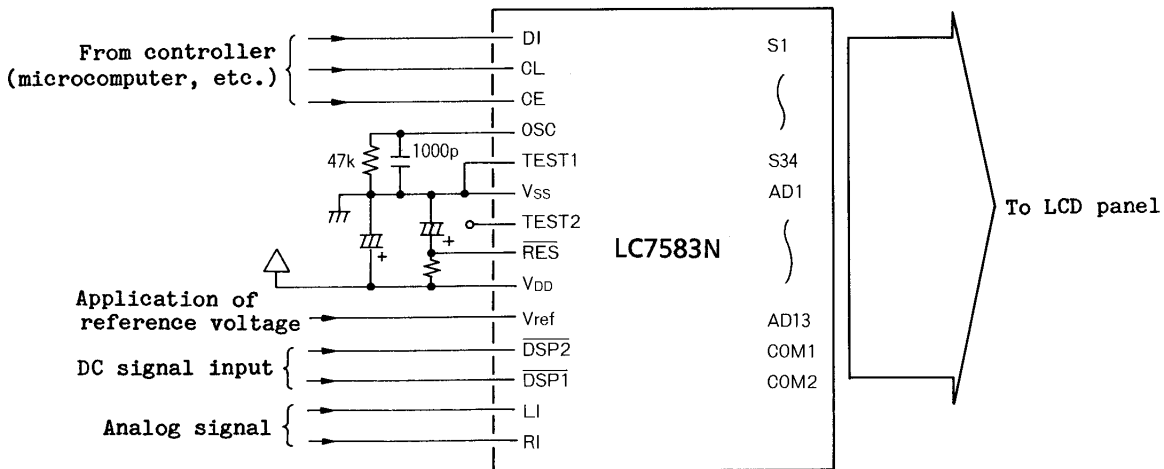 From controller
(microcomputer, etc.)
DI
CL
CE
OSC
47k
1000p
TEST1
VSS
TEST2
+
+
RES
VDD
Application of
reference voltage
Vref
DC signal input
DSP2
DSP1
Analog signal
LI
RI
LC7583N
S1
S34
AD1
AD13
COM1
COM2
To LCD panel